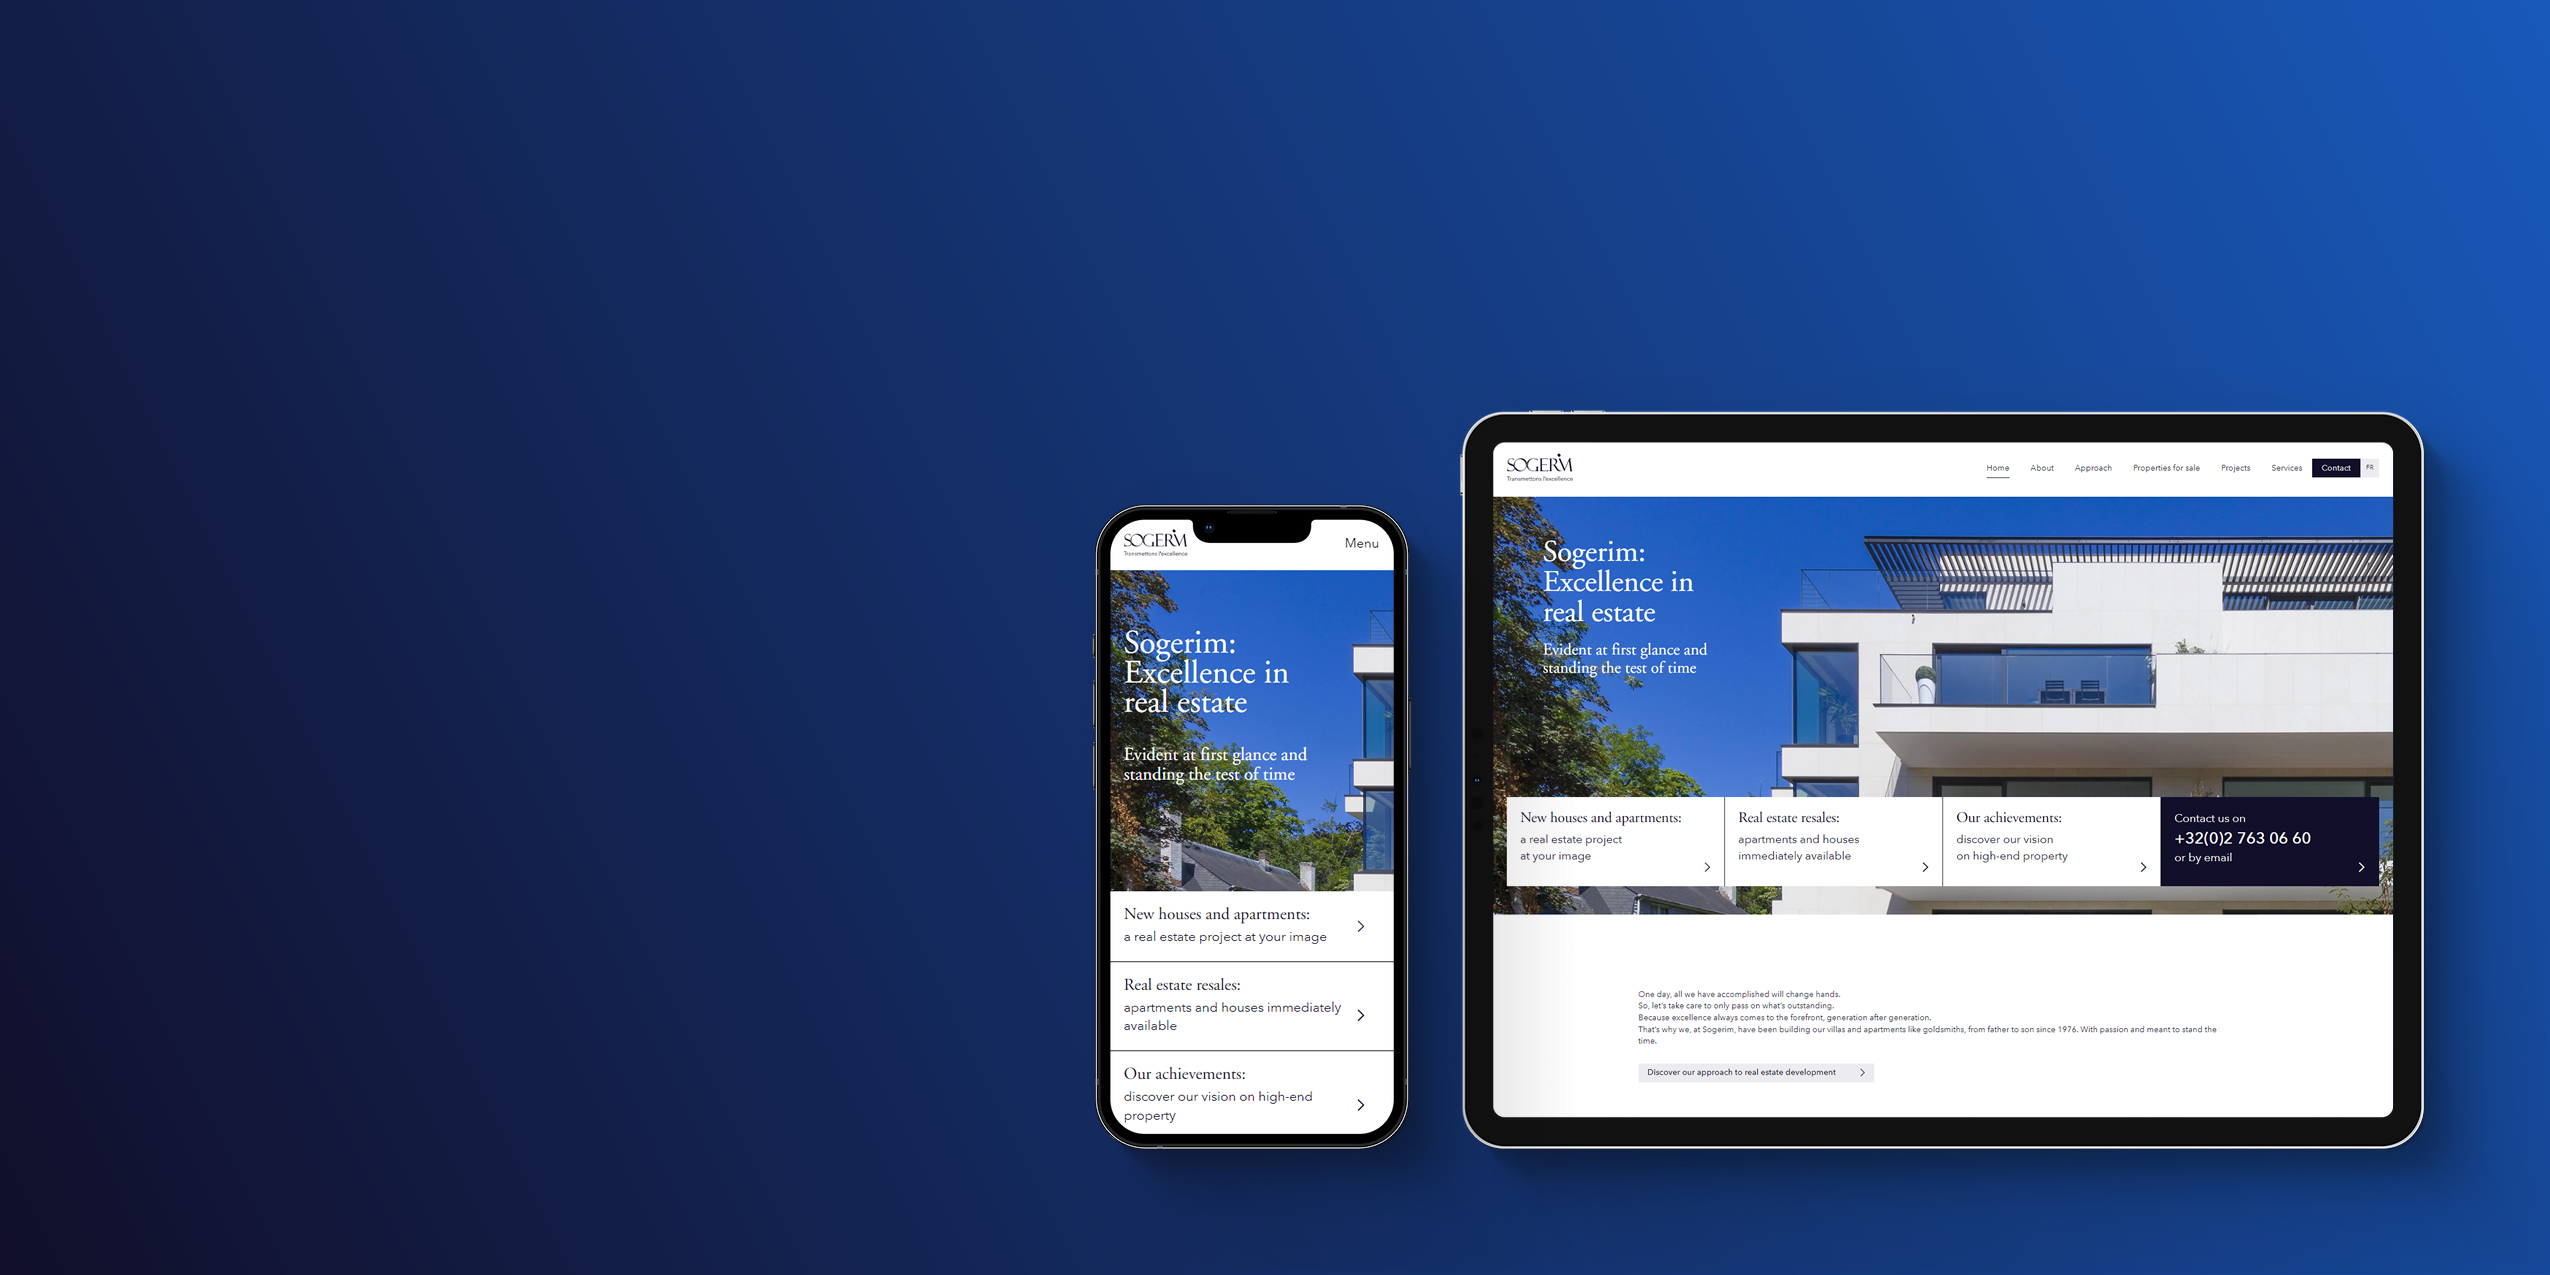 SOGERIM
Transmettons l'excellence
Menu
Sogerim:
Excellence in
real estate
Evident at first glance and
standing the test of time
New houses and apartments:
a real estate project at your image
Real estate resales:
apartments and houses immediately
available
Our achievements:
discover our vision on high-end
property
SOGERIM
Transmettons l'excellence
Home About Approach Properties for sale Projects Services Contact FR
Sogerim:
Excellence in
real estate
Evident at first glance and
standing the test of time
New houses and apartments:
a real estate project
at your image
Real estate resales:
apartments and houses
immediately available
Our achievements:
discover our vision
on high-end property
Contact us on
+32(0)2 763 06 60
or by email
One day, all we have accomplished will change hands.
So, let's take care to only pass on what's outstanding.
Because excellence always comes to the forefront, generation after generation.
That's why we, at Sogerim, have been building our villas and apartments like goldsmiths, from father to son since 1976. With passion and meant to stand the
time.
Discover our approach to real estate development